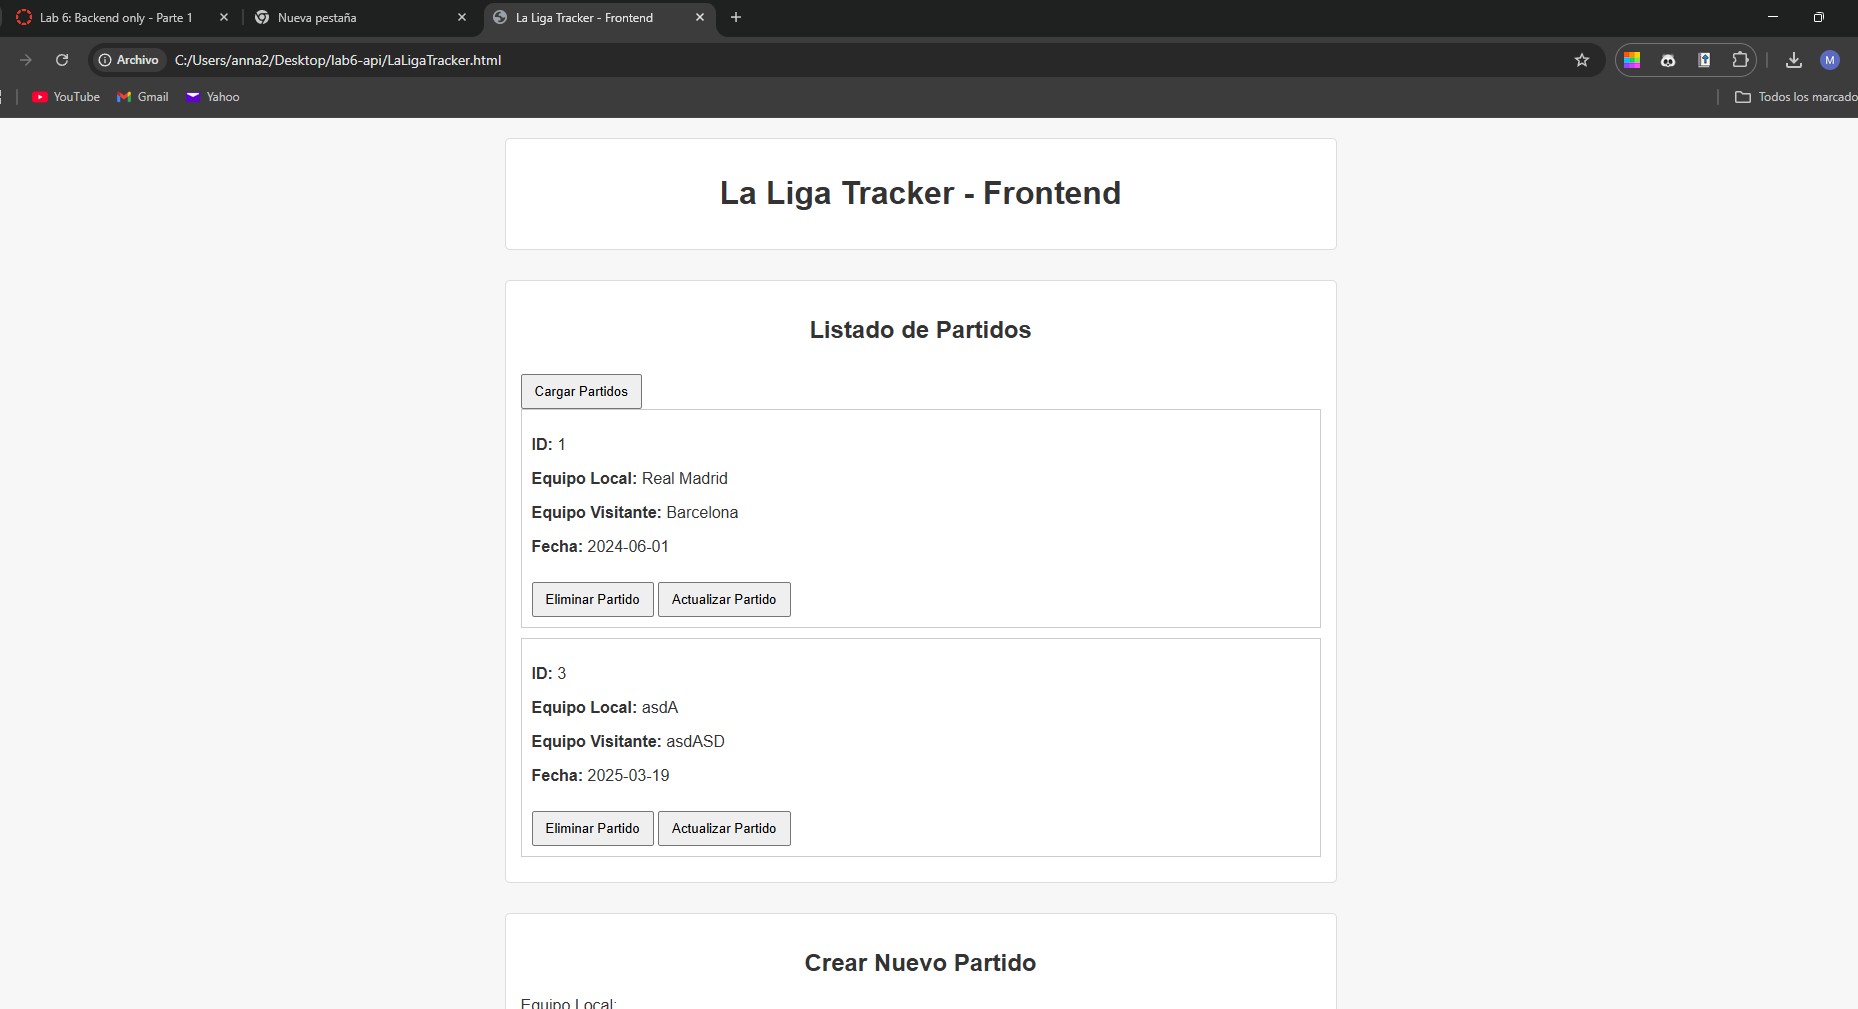 Lab 6: Backend only - Parte 1
Nueva pestaña
La Liga Tracker - Frontend
Archivo
C:/Users/anna2/Desktop/lab6-api/LaLigaTracker.html
M
YouTube
Gmail
Yahoo
Todos los marcado
La Liga Tracker - Frontend
Listado de Partidos
Cargar Partidos
ID: 1
Equipo Local: Real Madrid
Equipo Visitante: Barcelona
Fecha: 2024-06-01
Eliminar Partido Actualizar Partido
ID: 3
Equipo Local: asdA
Equipo Visitante: asdASD
Fecha: 2025-03-19
Eliminar Partido Actualizar Partido
Crear Nuevo Partido
Equipo Local: